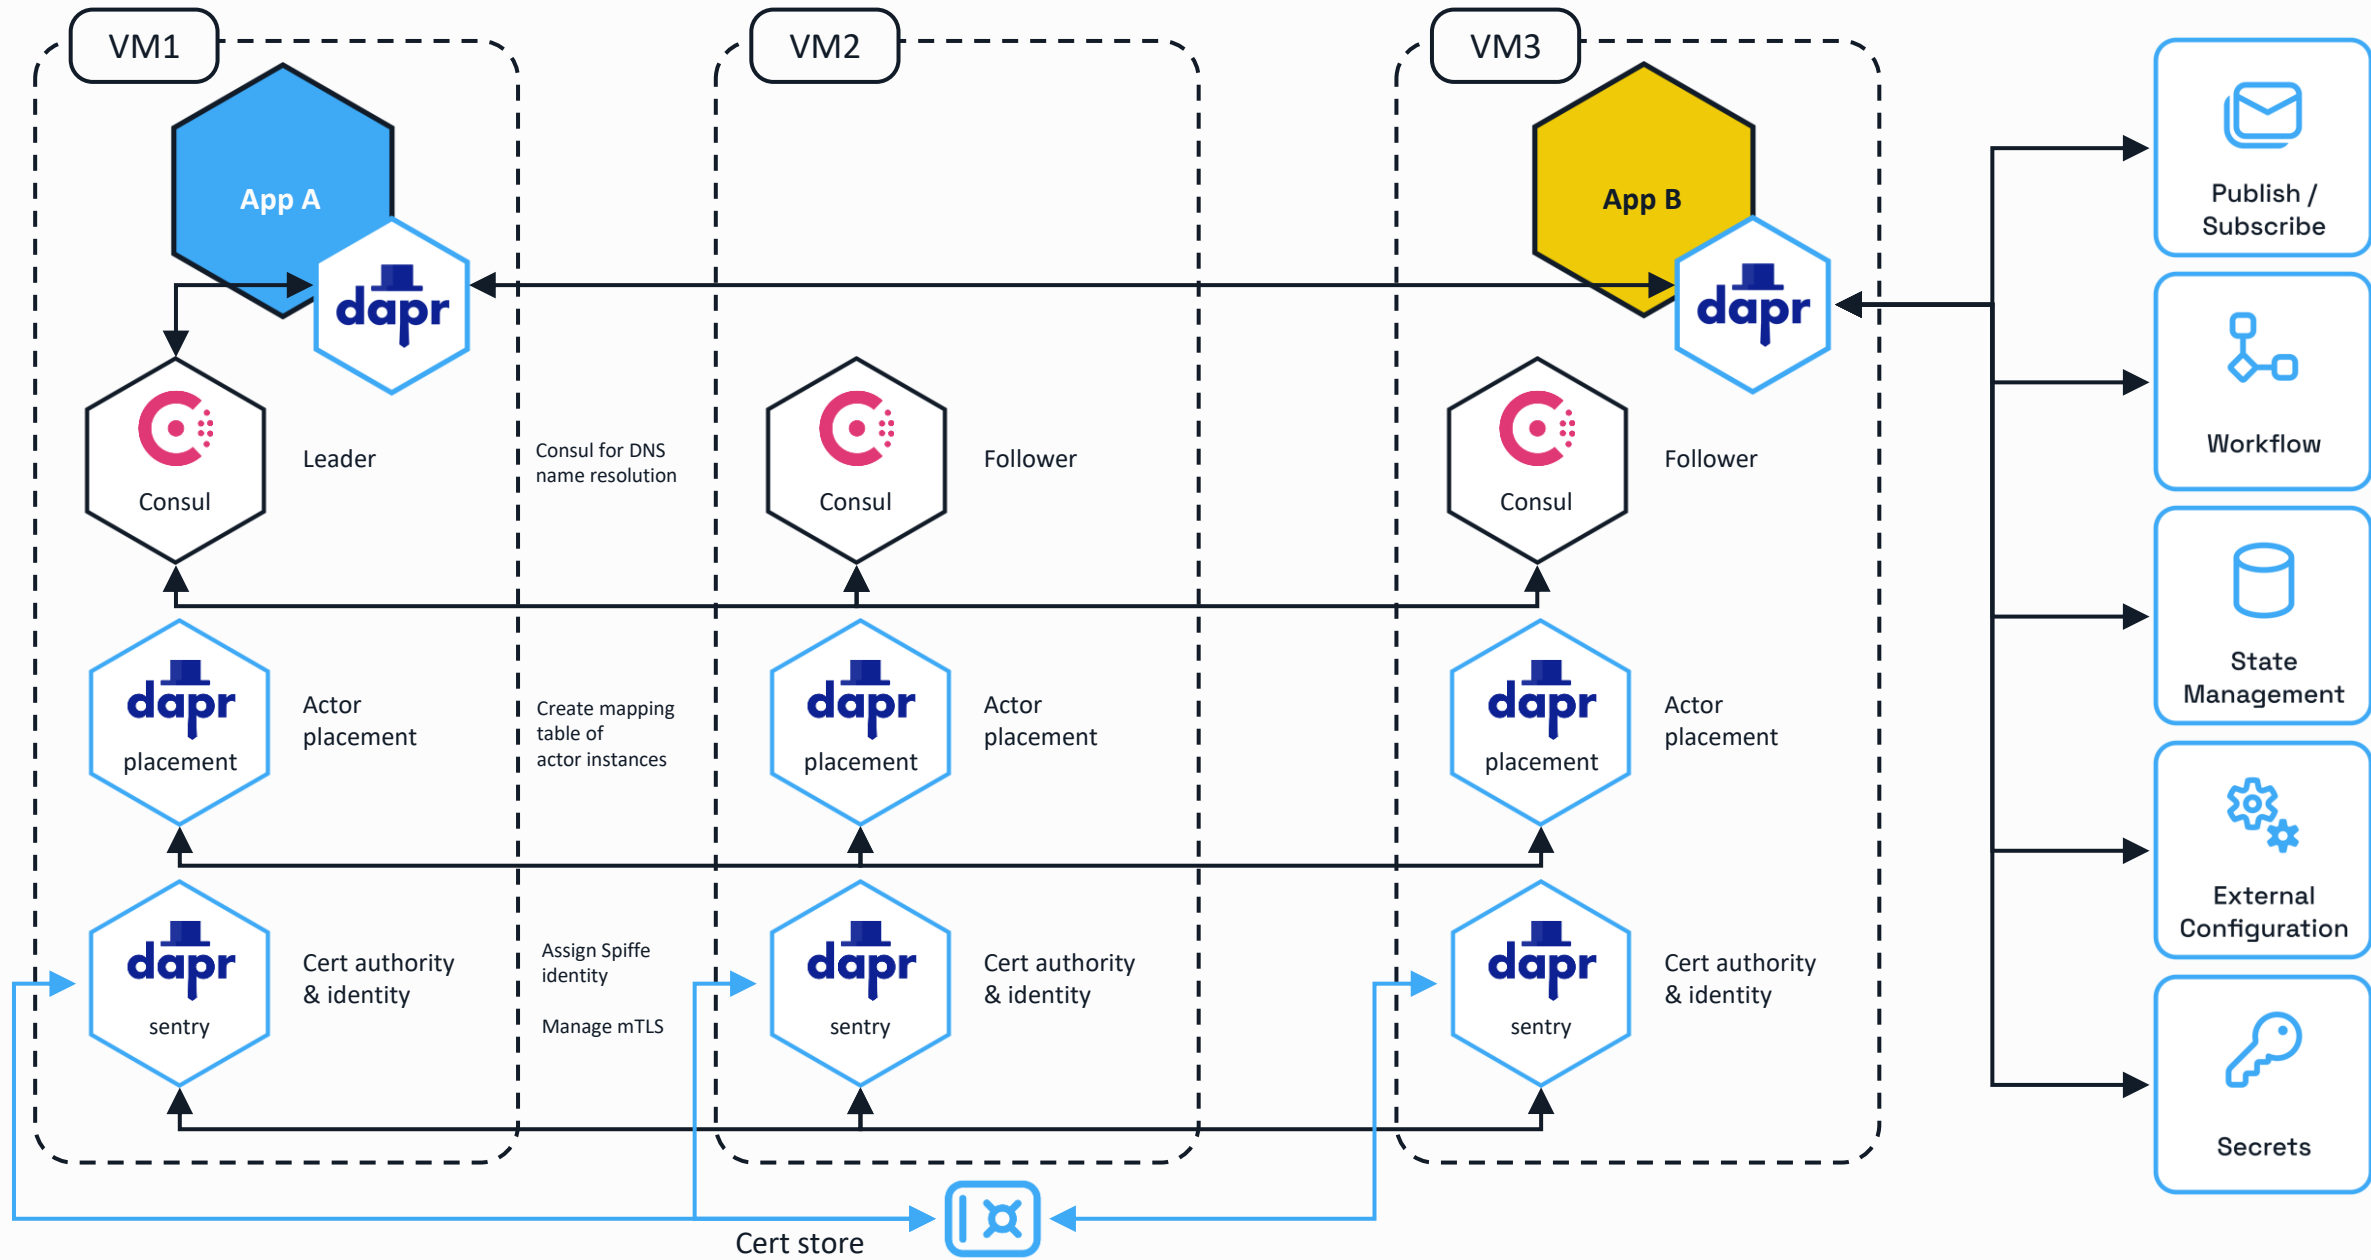 VM1
VM2
VM3
App A
dapr
App B
dapr
Publish /
Subscribe
Workflow
State
Management
External
Configuration
Secrets
Consul
Leader
Consul for DNS
name resolution
Consul
Follower
Consul
Follower
dapr
placement
Actor
placement
Create mapping
table of
actor instances
dapr
placement
Actor
placement
dapr
placement
Actor
placement
dapr
sentry
Cert authority
& identity
Assign Spiffe
identity
Manage mTLS
dapr
sentry
Cert authority
& identity
dapr
sentry
Cert authority
& identity
Cert store